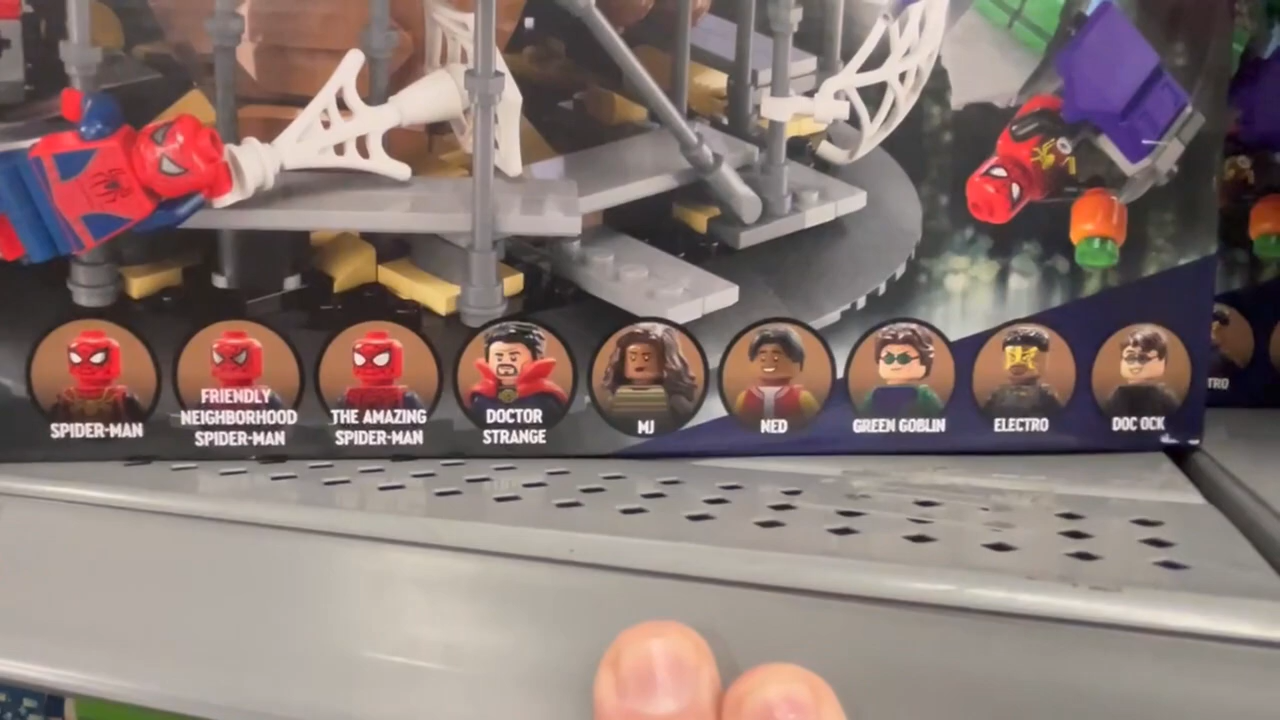 SPIDER-MAN
FRIENDLY
NEIGHBORHOOD
SPIDER-MAN
THE AMAZING
SPIDER-MAN
DOCTOR
STRANGE
MJ
NED
GREEN GOBLIN
ELECTRO
DOC OCK
TRO